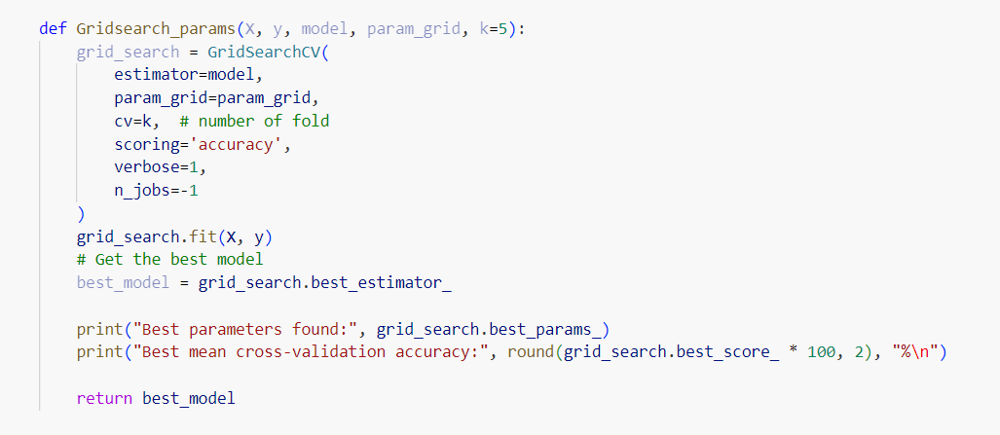 def Gridsearch_params(X, y, model, param_grid, k=5):
    grid_search = GridSearchCV(
        estimator=model,
        param_grid=param_grid,
        cv=k,  # number of fold
        scoring='accuracy',
        verbose=1,
        n_jobs=-1
    )
    grid_search.fit(X, y)
    # Get the best model
    best_model = grid_search.best_estimator_

    print("Best parameters found:", grid_search.best_params_)
    print("Best mean cross-validation accuracy:", round(grid_search.best_score_ * 100, 2), "%\n")

    return best_model